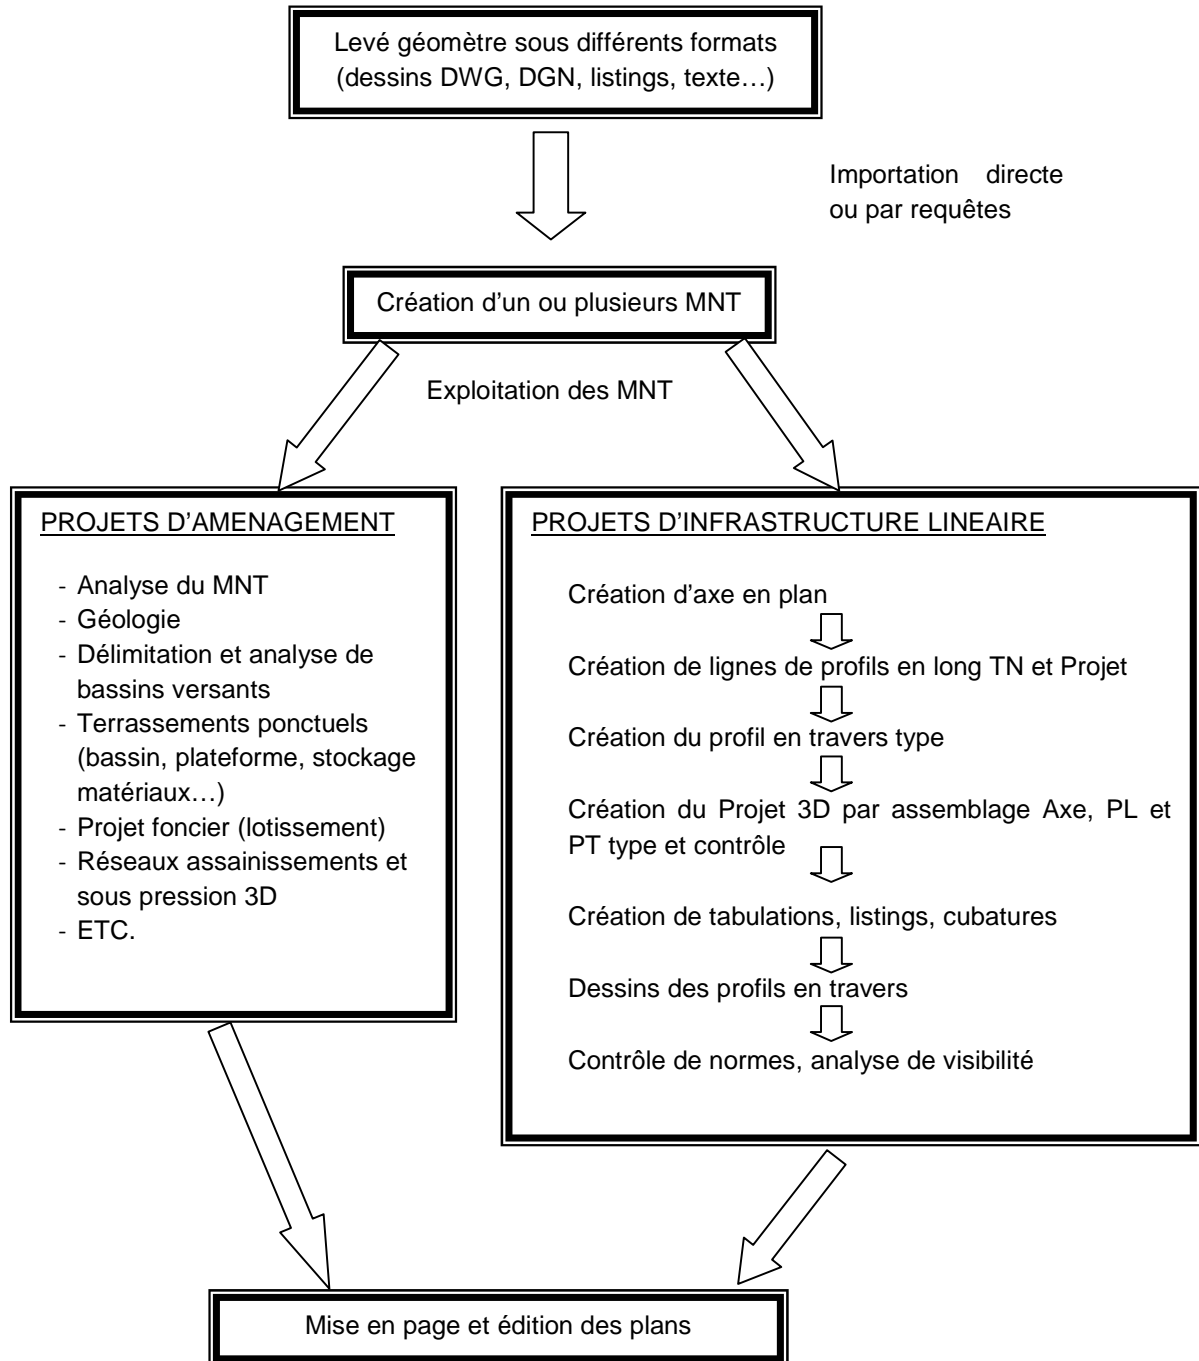 Levé géomètre sous différents formats
(dessins DWG, DGN, listings, texte…)
Importation directe
ou par requêtes
Création d’un ou plusieurs MNT
Exploitation des MNT
PROJETS D’AMENAGEMENT
- Analyse du MNT
- Géologie
- Délimitation et analyse de
bassins versants
- Terrassements ponctuels
(bassin, plateforme, stockage
matériaux…)
- Projet foncier (lotissement)
- Réseaux assainissements et
sous pression 3D
- ETC.
PROJETS D’INFRASTRUCTURE LINEAIRE
Création d’axe en plan
Création de lignes de profils en long TN et Projet
Création du profil en travers type
Création du Projet 3D par assemblage Axe, PL et
PT type et contrôle
Création de tabulations, listings, cubatures
Dessins des profils en travers
Contrôle de normes, analyse de visibilité
Mise en page et édition des plans